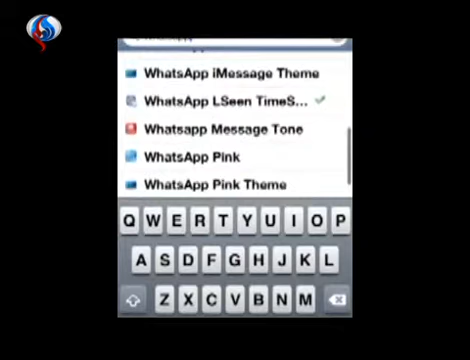 WhatsApp iMessage Theme
WhatsApp LSeen TimeS...
Whatsapp Message Tone
WhatsApp Pink
WhatsApp Pink Theme
Q W E R T Y U I O P
A S D F G H J K L
Z X C V B N M